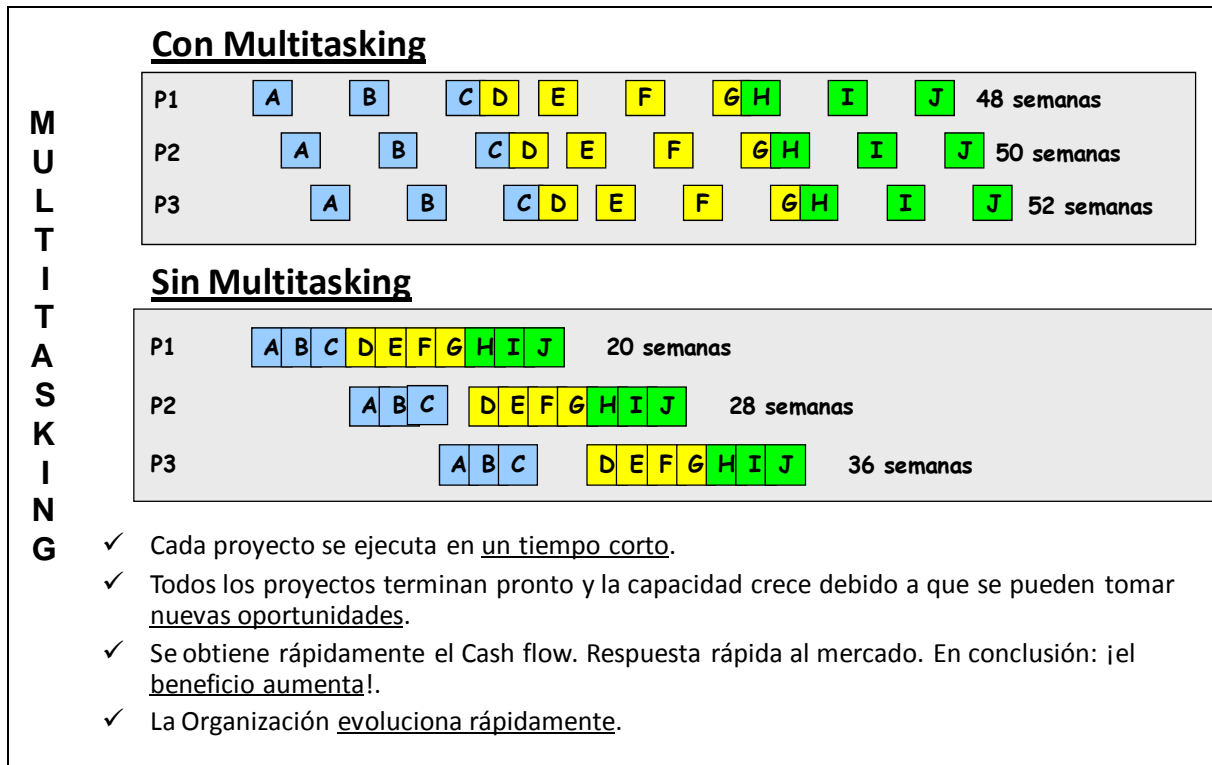 MULTITASKING
Con Multitasking
P1 A B C D E F G H I J 48 semanas
P2 A B C D E F G H I J 50 semanas
P3 A B C D E F G H I J 52 semanas
Sin Multitasking
P1 A B C D E F G H I J 20 semanas
P2 A B C D E F G H I J 28 semanas
P3 A B C D E F G H I J 36 semanas
✓ Cada proyecto se ejecuta en un tiempo corto.
✓ Todos los proyectos terminan pronto y la capacidad crece debido a que se pueden tomar
nuevas oportunidades.
✓ Se obtiene rápidamente el Cash flow. Respuesta rápida al mercado. En conclusión: ¡el
beneficio aumenta!.
✓ La Organización evoluciona rápidamente.